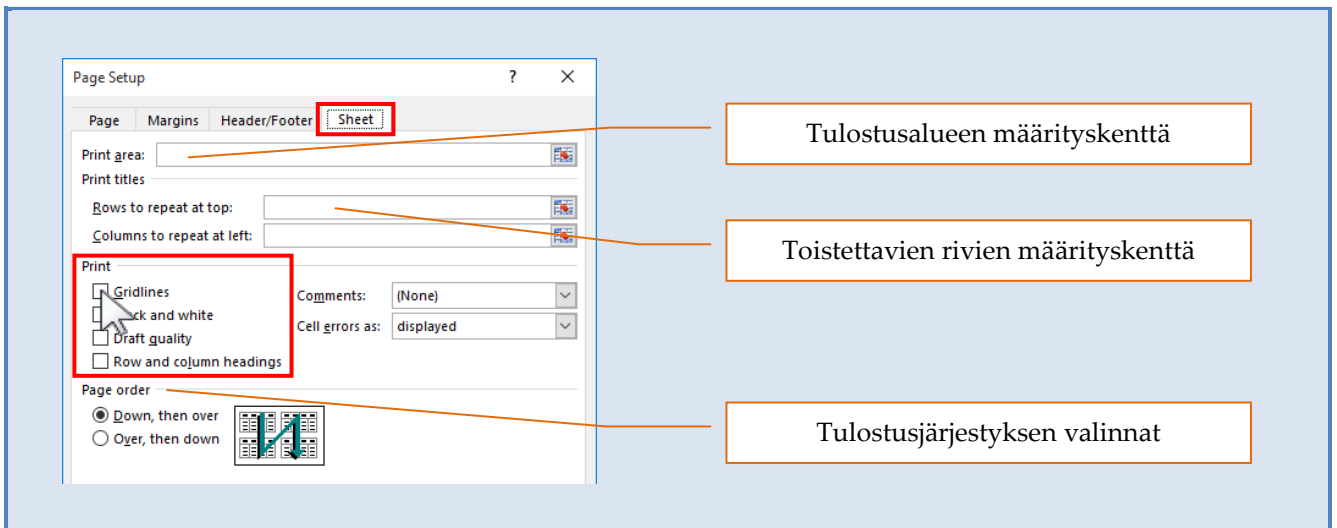 Page Setup ? ×
Page Margins Header/Footer Sheet
Print area:
Print titles
Rows to repeat at top:
Columns to repeat at left:
Print
Gridlines
ck and white
Draft quality
Row and column headings
Comments: (None)
Cell errors as: displayed
Page order
Down, then over
Over, then down
Tulostusalueen määrityskenttä
Toistettavien rivien määrityskenttä
Tulostusjärjestyksen valinnat